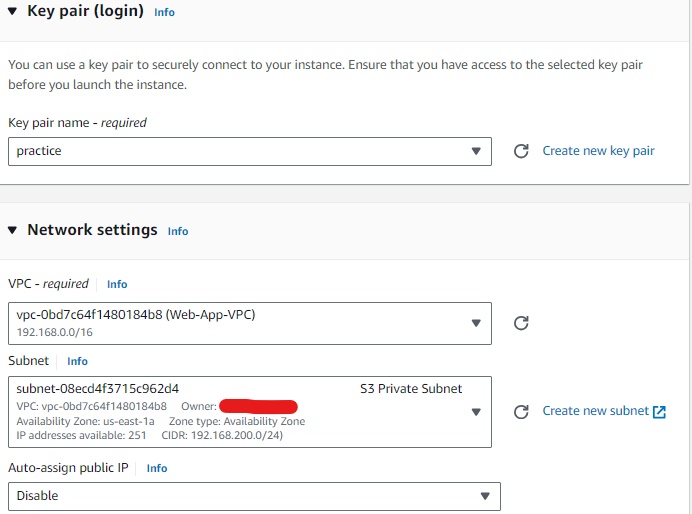 Key pair (login) Info
You can use a key pair to securely connect to your instance. Ensure that you have access to the selected key pair
before you launch the instance.
Key pair name - required
practice
Create new key pair
Network settings Info
VPC - required Info
vpc-0bd7c64f1480184b8 (Web-App-VPC)
192.168.0.0/16
Subnet Info
subnet-08ecd4f3715c962d4 S3 Private Subnet
VPC: vpc-0bd7c64f1480184b8 Owner:
Availability Zone: us-east-1a Zone type: Availability Zone
IP addresses available: 251 CIDR: 192.168.200.0/24)
Create new subnet
Auto-assign public IP Info
Disable